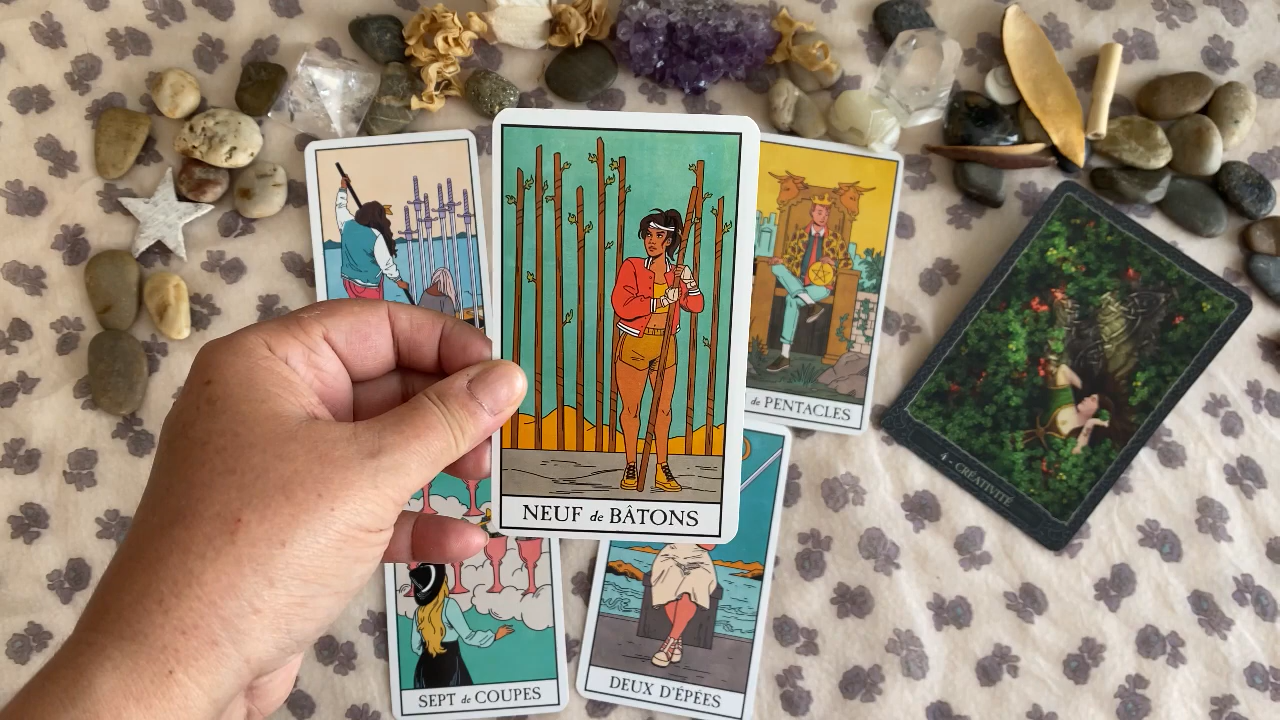 NEUF de BÂTONS
de PENTACLES
4 - CRÉATIVITÉ
SEPT de COUPES
DEUX D'ÉPÉES